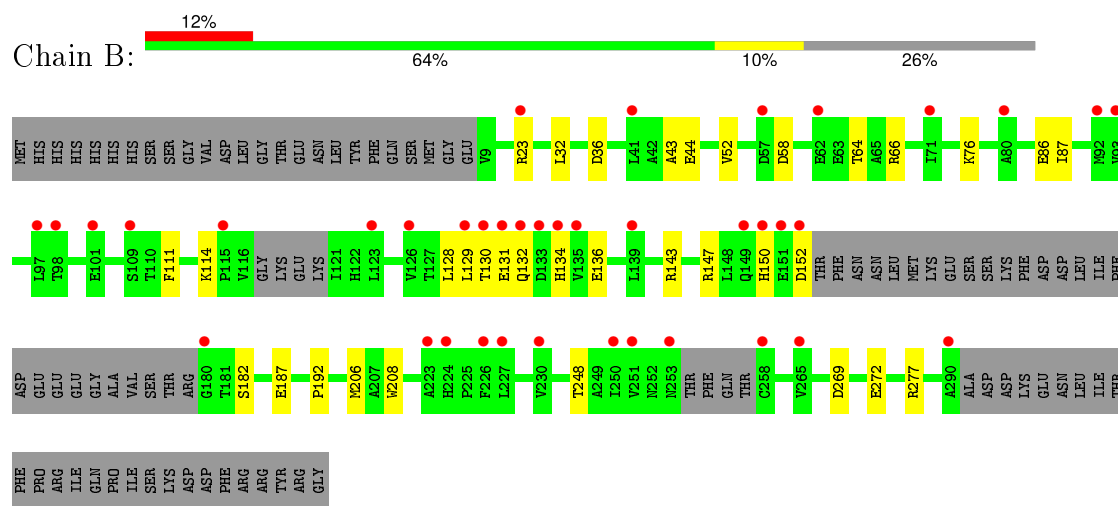 12%
Chain B:
64% 10% 26%
MET HIS HIS HIS HIS HIS HIS SER SER GLY VAL ASP LEU GLY THR GLU ASN LEU TYR PHE GLN SER MET GLY GLU V9 R23 L32 D36 L41 A42 A43 E44 V52 D57 D58 E62 E63 T64 A65 R66 I71 K76 A80 E86 I87 M92 V93
L97 T98 E101 S109 T110 F111 K114 P115 V116 GLY LYS GLU LYS I121 H122 L123 V126 T127 L128 L129 T130 E131 Q132 D133 H134 V135 E136 L139 R143 R147 L148 Q149 H150 E151 D152 THR PHE ASN ASN LEU MET LYS GLU SER SER LYS PHE ASP ASP LEU ILE PHE
ASP GLU GLU GLU GLY ALA VAL SER THR ARG G180 T181 S182 E187 P192 M206 A207 W208 A223 H224 P225 F226 L227 V230 T248 A249 I250 V251 N252 N253 THR PHE GLN THR C258 V265 D269 E272 R277 A290 ALA ASP ASP LYS GLU ASN LEU ILE THR
PHE PRO ARG ILE GLN PRO ILE SER LYS ASP ASP PHE ARG ARG TYR ARG GLY